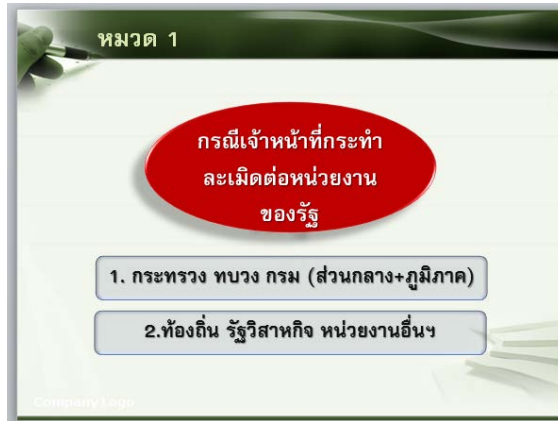 หมวด 1
กรณีเจ้าหน้าที่กระทำ
ละเมิดต่อหน่วยงาน
ของรัฐ
1. กระทรวง ทบวง กรม (ส่วนกลาง+ภูมิภาค)
2.ท้องถิ่น รัฐวิสาหกิจ หน่วยงานอื่นฯ
Company Logo